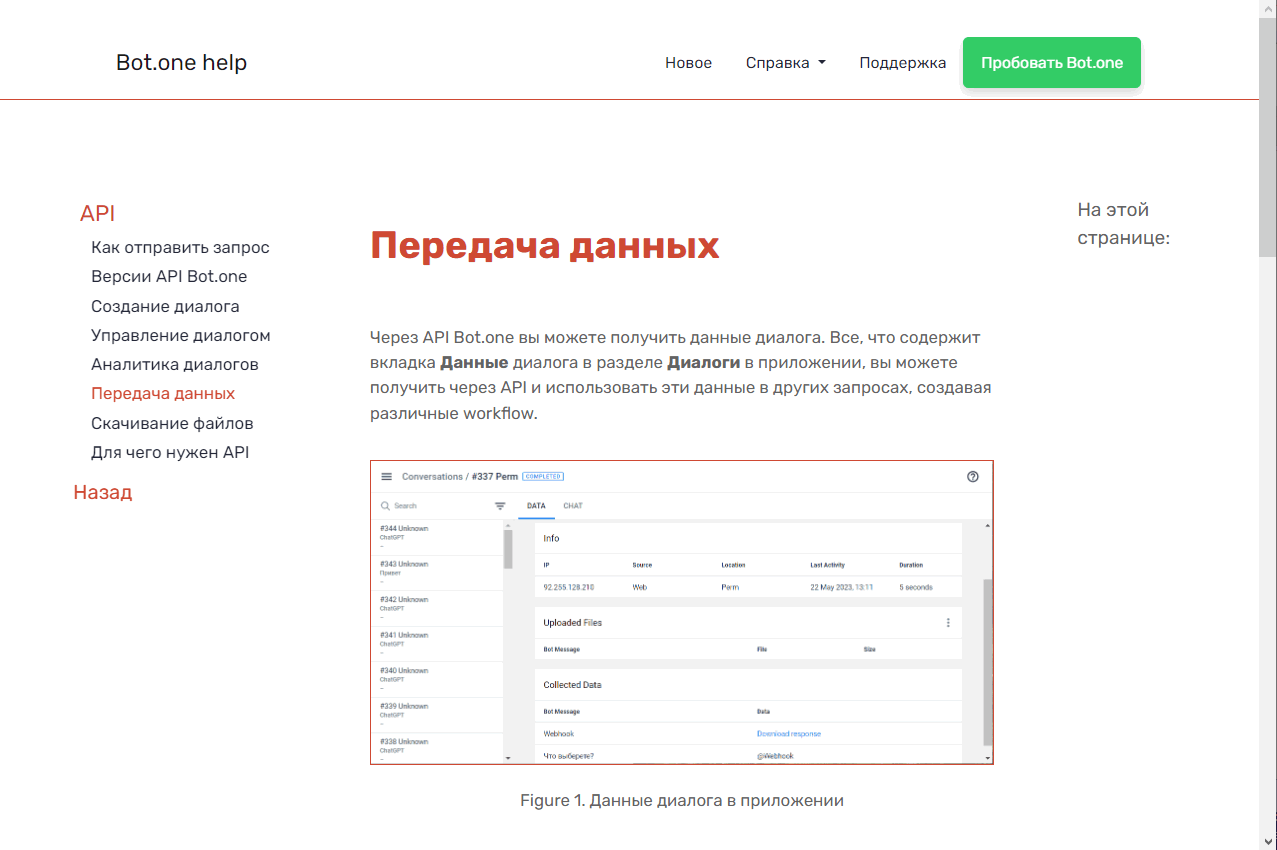 Bot.one help
Новое
Справка
Поддержка
Пробовать Bot.one
API
Как отправить запрос
Версии API Bot.one
Создание диалога
Управление диалогом
Аналитика диалогов
Передача данных
Скачивание файлов
Для чего нужен API
Назад
Передача данных
Через API Bot.one вы можете получить данные диалога. Все, что содержит
вкладка Данные диалога в разделе Диалоги в приложении, вы можете
получить через API и использовать эти данные в других запросах, создавая
различные workflow.
Conversations / #337 Perm COMPLETED
Search
DATA CHAT
#344 Unknown
ChatGPT
–
#343 Unknown
Привет
–
#342 Unknown
ChatGPT
–
#341 Unknown
ChatGPT
–
#340 Unknown
ChatGPT
–
#339 Unknown
ChatGPT
–
#338 Unknown
ChatGPT
–
Info
IP Source Location Last Activity Duration
92.255.128.210 Web Perm 22 May 2023, 13:11 5 seconds
Uploaded Files
Bot Message File Size
Collected Data
Bot Message Data
Webhook Download response
Что выберете? @Webhook
Figure 1. Данные диалога в приложении
На этой
странице: